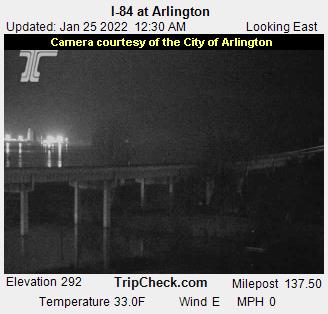 I-84 at Arlington
Updated: Jan 25 2022 12:30 AM Looking East
Camera courtesy of the City of Arlington
Elevation 292 TripCheck.com Milepost 137.50
Temperature 33.0F Wind E MPH 0